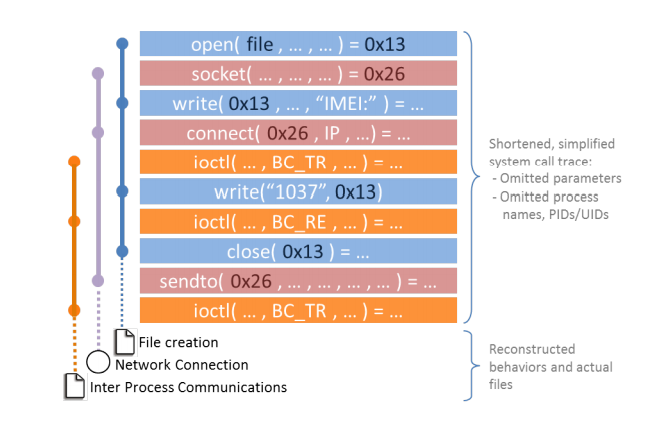 open( file , ... , ... ) = 0x13
socket( ... , ... , ... ) = 0x26
write( 0x13 , ... , “IMEI:” ) = ...
connect( 0x26 , IP , ...) = ...
ioctl( ... , BC_TR , ... ) = ...
write(“1037”, 0x13)
ioctl( ... , BC_RE , ... ) = ...
close( 0x13 ) = ...
sendto( 0x26 , ... , ... , ... , ... , ... ) = ...
ioctl( ... , BC_TR , ... ) = ...
Shortened, simplified
system call trace:
- Omitted parameters
- Omitted process
names, PIDs/UIDs
File creation
Network Connection
Inter Process Communications
Reconstructed
behaviors and actual
files